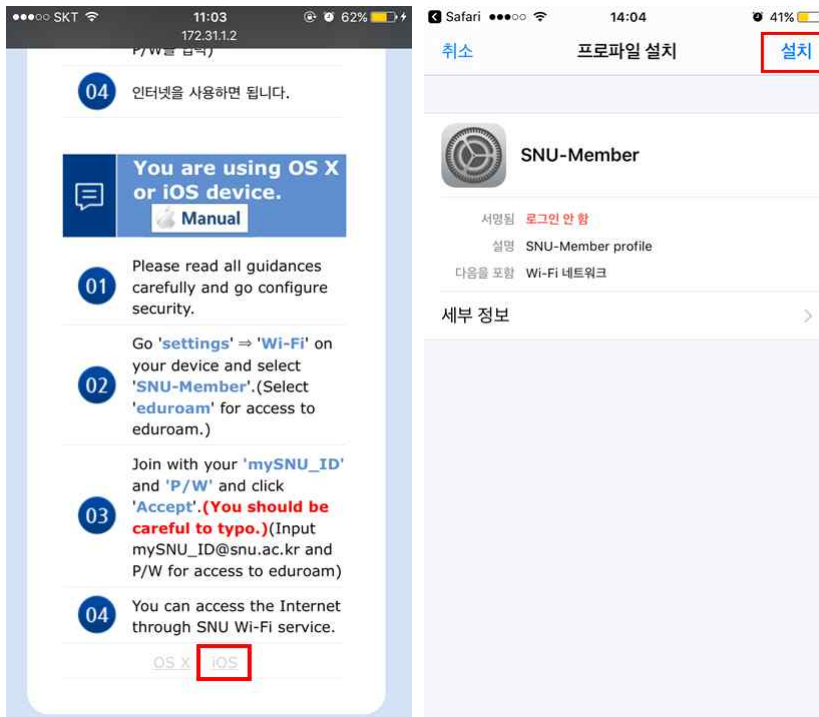 SKT 11:03 62%
172.31.1.2
P/W를 입력)
04 인터넷을 사용하면 됩니다.
You are using OS X
or iOS device.
Manual
01 Please read all guidances
carefully and go configure
security.
02 Go 'settings' ⇒ 'Wi-Fi' on
your device and select
'SNU-Member'.(Select
'eduroam' for access to
eduroam.)
03 Join with your 'mySNU_ID'
and 'P/W' and click
'Accept'.(You should be
careful to typo.)(Input
mySNU_ID@snu.ac.kr and
P/W for access to eduroam)
04 You can access the Internet
through SNU Wi-Fi service.
OS X iOS
Safari 14:04 41%
취소 프로파일 설치 설치
SNU-Member
서명됨 로그인 안 함
설명 SNU-Member profile
다음을 포함 Wi-Fi 네트워크
세부 정보